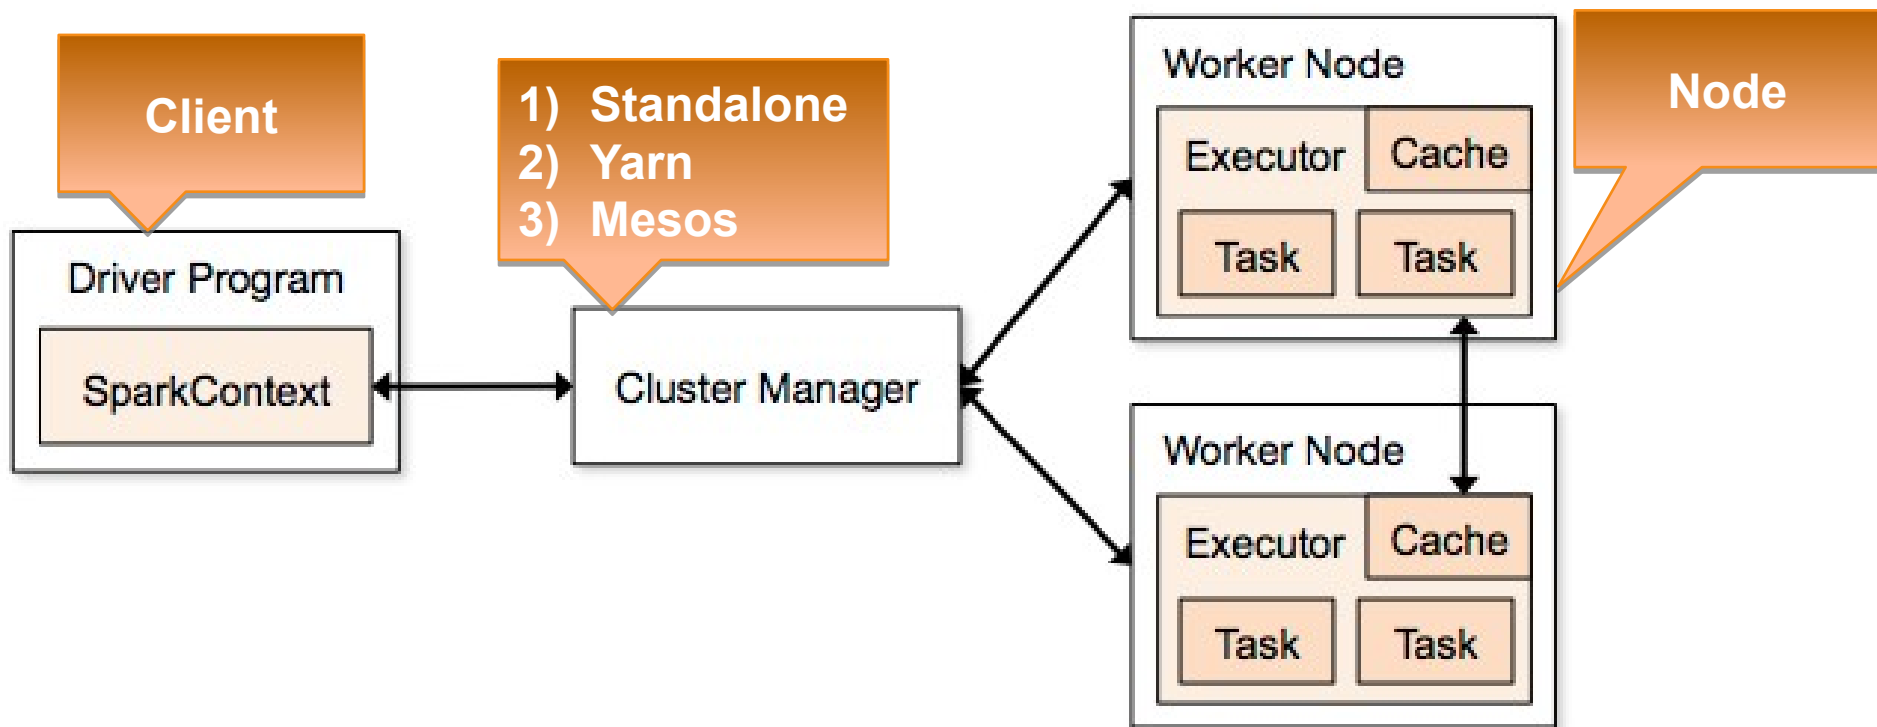 Client
1) Standalone
2) Yarn
3) Mesos
Node
Driver Program
SparkContext
Cluster Manager
Worker Node
Executor
Cache
Task
Task
Worker Node
Executor
Cache
Task
Task